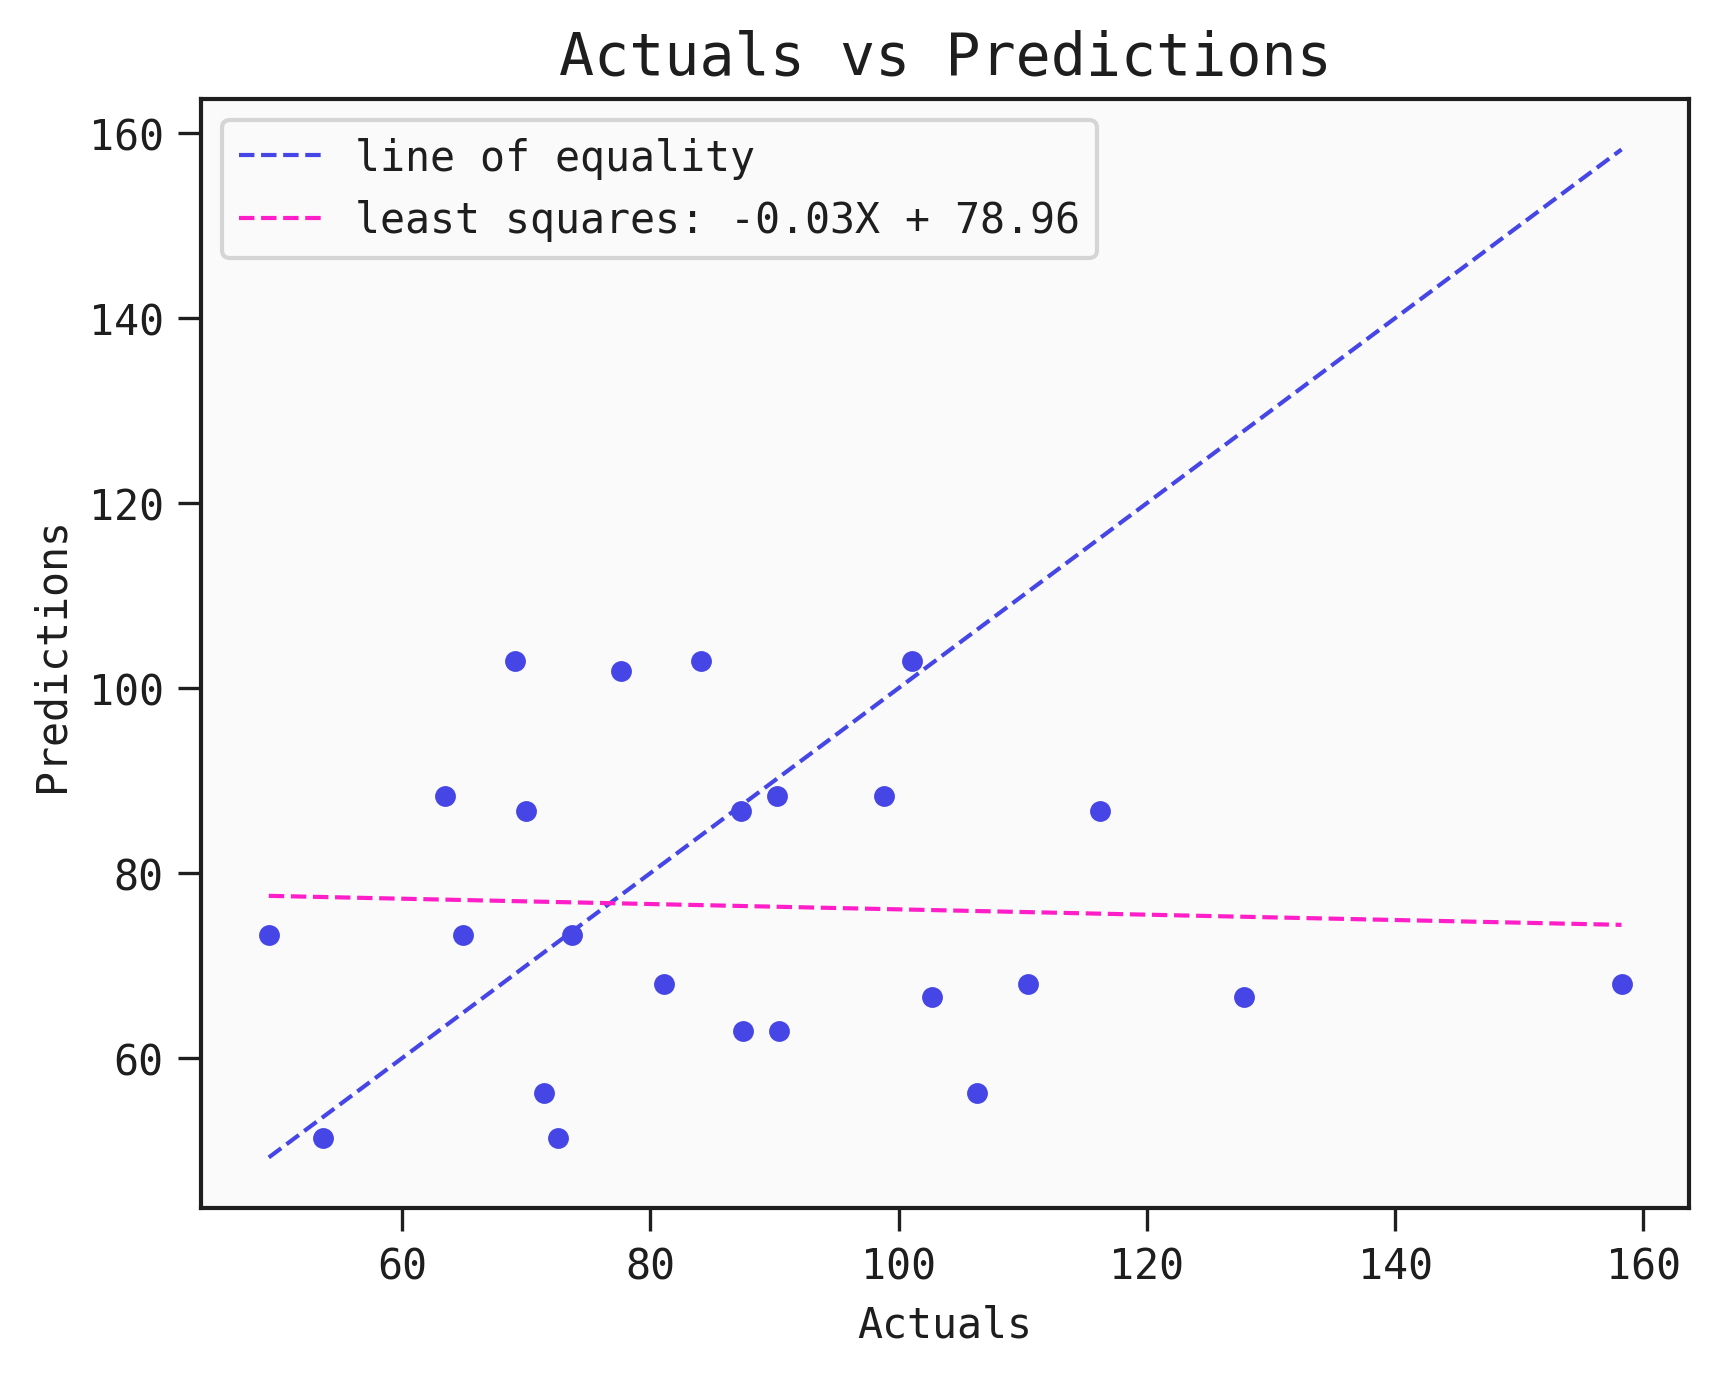 Actuals vs Predictions
line of equality
least squares: -0.03X + 78.96
160
140
120
100
80
60
Predictions
60 80 100 120 140 160
Actuals